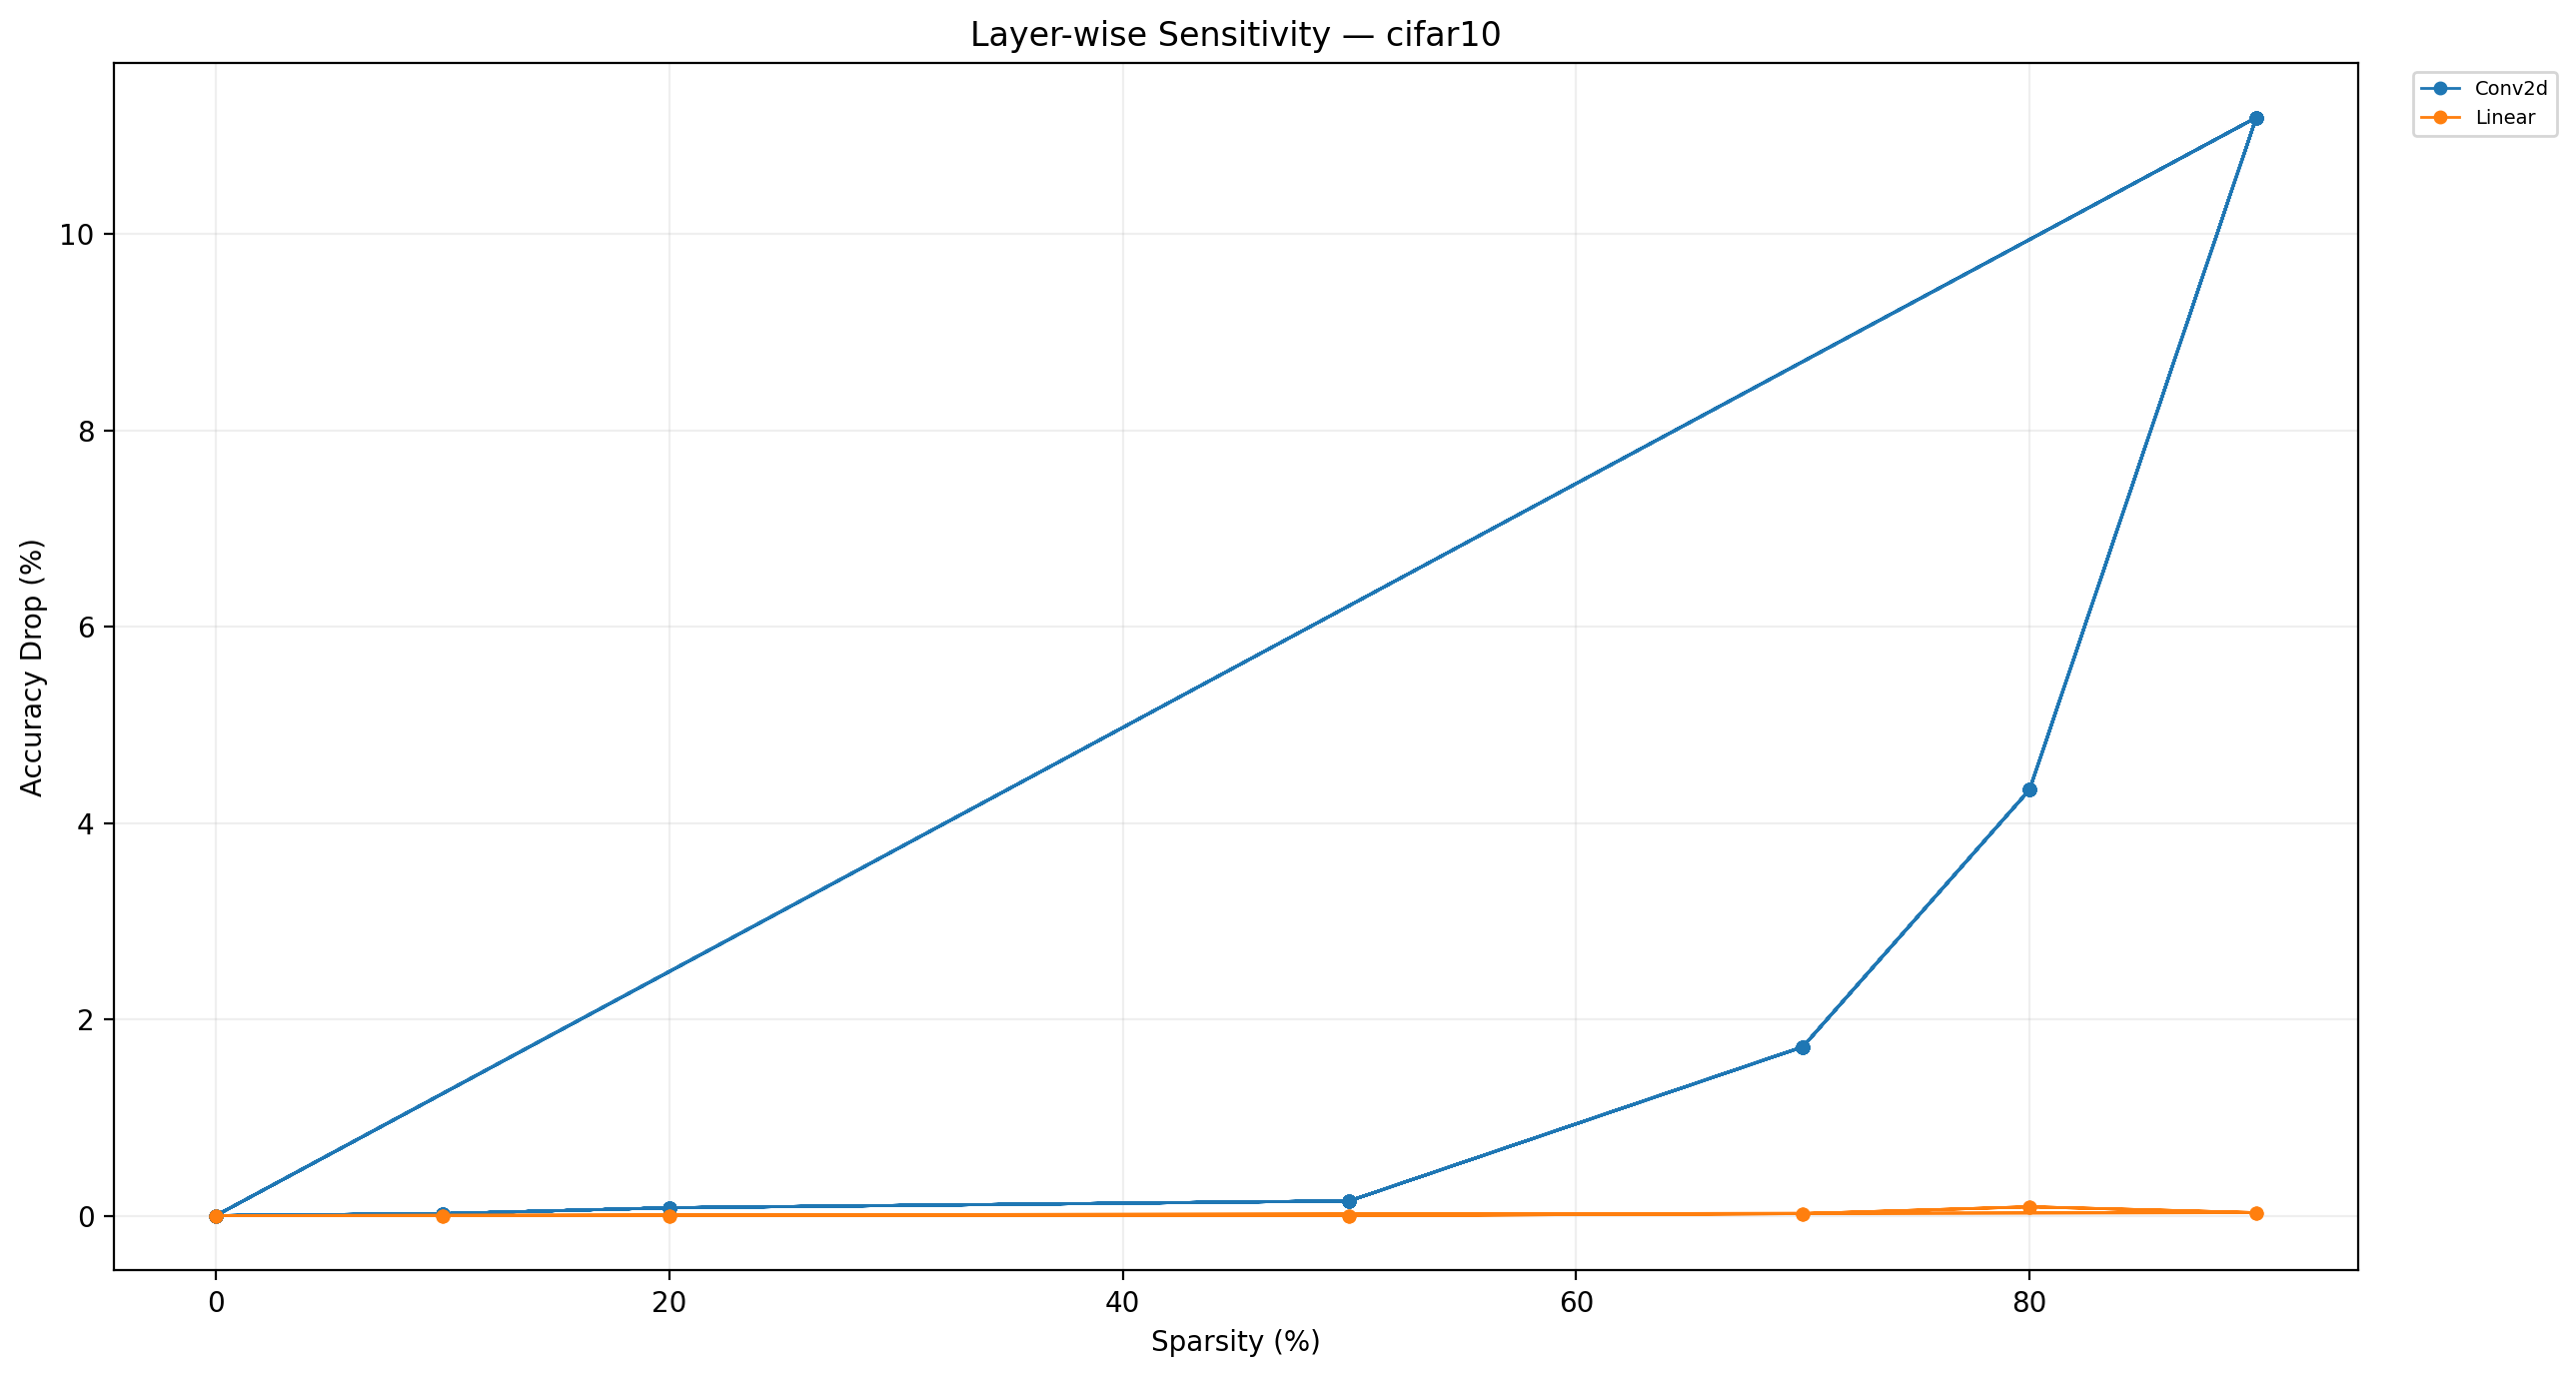 Layer-wise Sensitivity — cifar10
Conv2d
Linear
Accuracy Drop (%)
10
8
6
4
2
0
0 20 40 60 80
Sparsity (%)